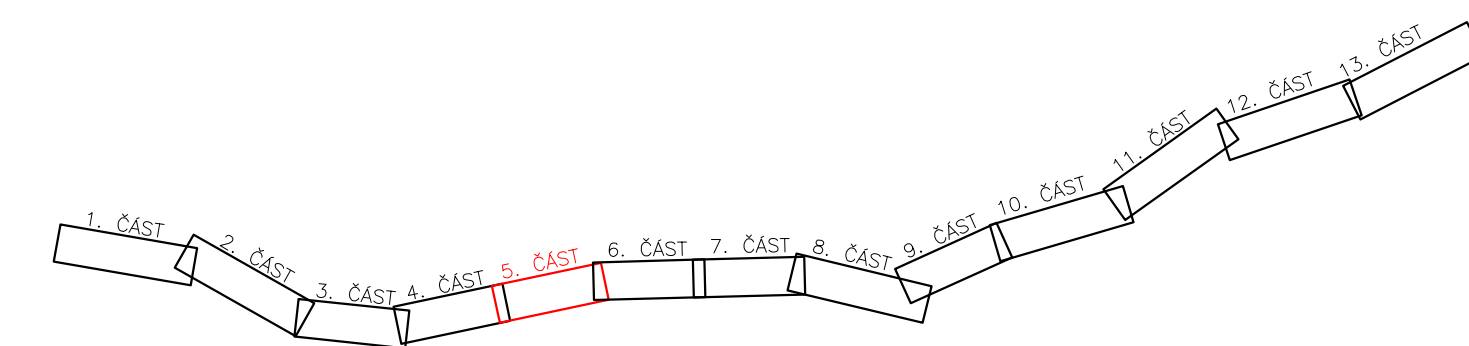 1. ČÁST
2. ČÁST
3. ČÁST
4. ČÁST
5. ČÁST
6. ČÁST
7. ČÁST
8. ČÁST
9. ČÁST
10. ČÁST
11. ČÁST
12. ČÁST
13. ČÁST